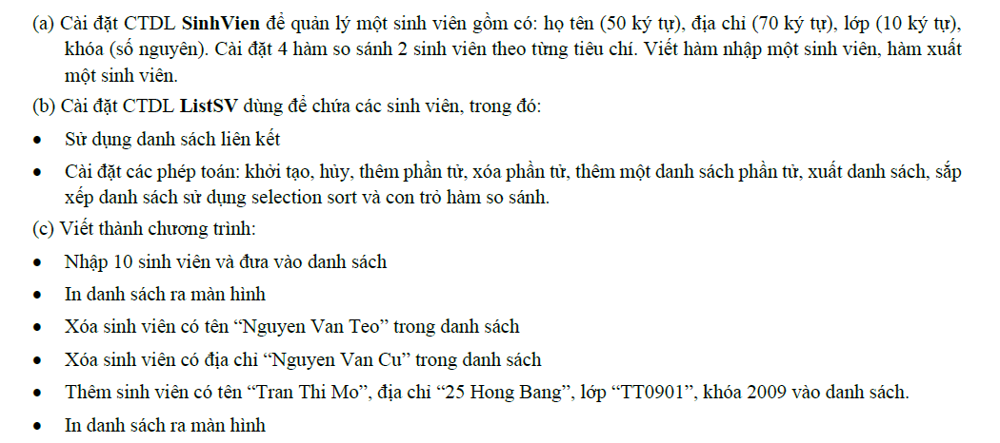 (a) Cài đặt CTDL SinhVien để quản lý một sinh viên gồm có: họ tên (50 ký tự), địa chỉ (70 ký tự), lớp (10 ký tự),
khóa (số nguyên). Cài đặt 4 hàm so sánh 2 sinh viên theo từng tiêu chí. Viết hàm nhập một sinh viên, hàm xuất
một sinh viên.
(b) Cài đặt CTDL ListSV dùng để chứa các sinh viên, trong đó:
• Sử dụng danh sách liên kết
• Cài đặt các phép toán: khởi tạo, hủy, thêm phần tử, xóa phần tử, thêm một danh sách phần tử, xuất danh sách, sắp
xếp danh sách sử dụng selection sort và con trỏ hàm so sánh.
(c) Viết thành chương trình:
• Nhập 10 sinh viên và đưa vào danh sách
• In danh sách ra màn hình
• Xóa sinh viên có tên “Nguyen Van Teo” trong danh sách
• Xóa sinh viên có địa chỉ “Nguyen Van Cu” trong danh sách
• Thêm sinh viên có tên “Tran Thi Mo”, địa chỉ “25 Hong Bang”, lớp “TT0901”, khóa 2009 vào danh sách.
• In danh sách ra màn hình